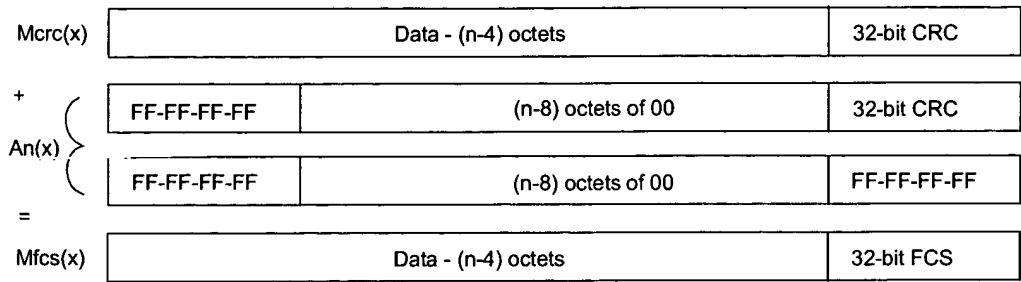 Mcrc(x) Data - (n-4) octets 32-bit CRC
+ FF-FF-FF-FF (n-8) octets of 00 32-bit CRC
An(x)
FF-FF-FF-FF (n-8) octets of 00 FF-FF-FF-FF
=
Mfcs(x) Data - (n-4) octets 32-bit FCS